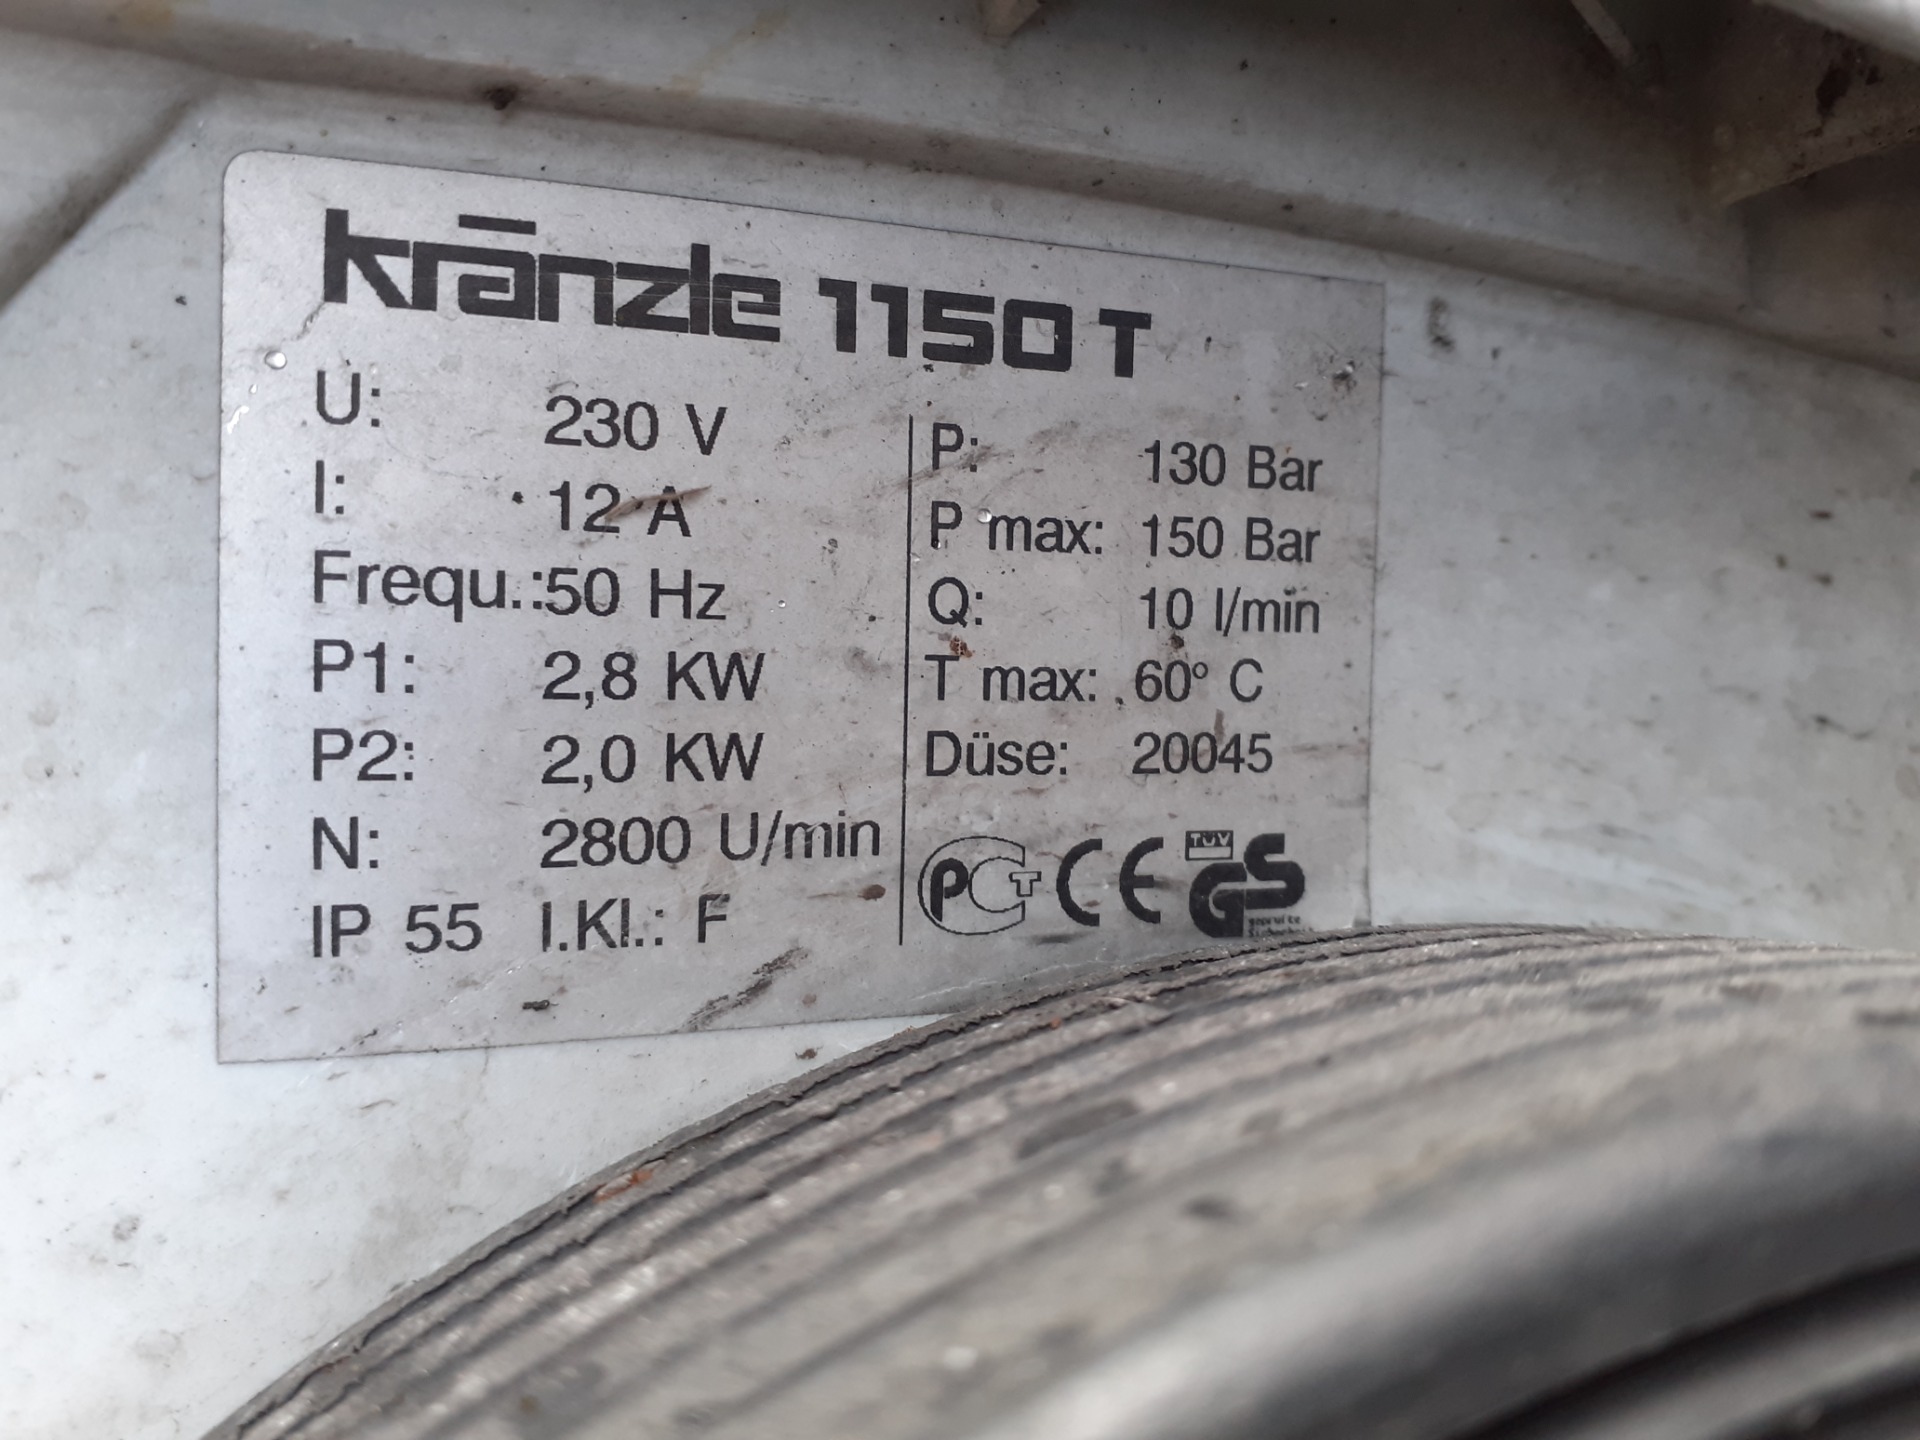 kränzle 1150 T
U: 230 V
I: 12 A
Frequ.: 50 Hz
P1: 2,8 KW
P2: 2,0 KW
N: 2800 U/min
IP 55 I.Kl.: F
P: 130 Bar
P max: 150 Bar
Q: 10 l/min
T max: 60° C
Düse: 20045
PCT CE TÜV GS
geprüfte